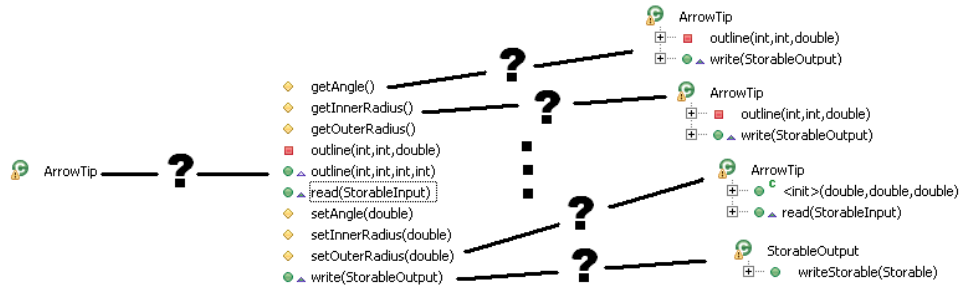 ArrowTip
?
getAngle()
getInnerRadius()
getOuterRadius()
outline(int,int,double)
outline(int,int,int,int)
read(StorableInput)
setAngle(double)
setInnerRadius(double)
setOuterRadius(double)
write(StorableOutput)
?
?
?
?
ArrowTip
outline(int,int,double)
write(StorableOutput)
ArrowTip
outline(int,int,double)
write(StorableOutput)
ArrowTip
<init>(double,double,double)
read(StorableInput)
StorableOutput
writeStorable(Storable)